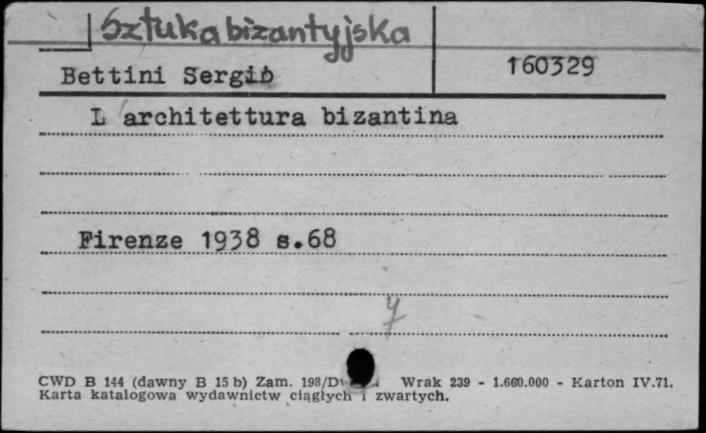 Sztuka bizantyjska
Bettini Sergio
160329
L'architettura bizantina
Firenze 1938 s.68
CWD B 144 (dawny B 15 b) Zam. 198/D Wrak 239 - 1.660.000 - Karton IV.71.
Karta katalogowa wydawnictw ciągłych i zwartych.